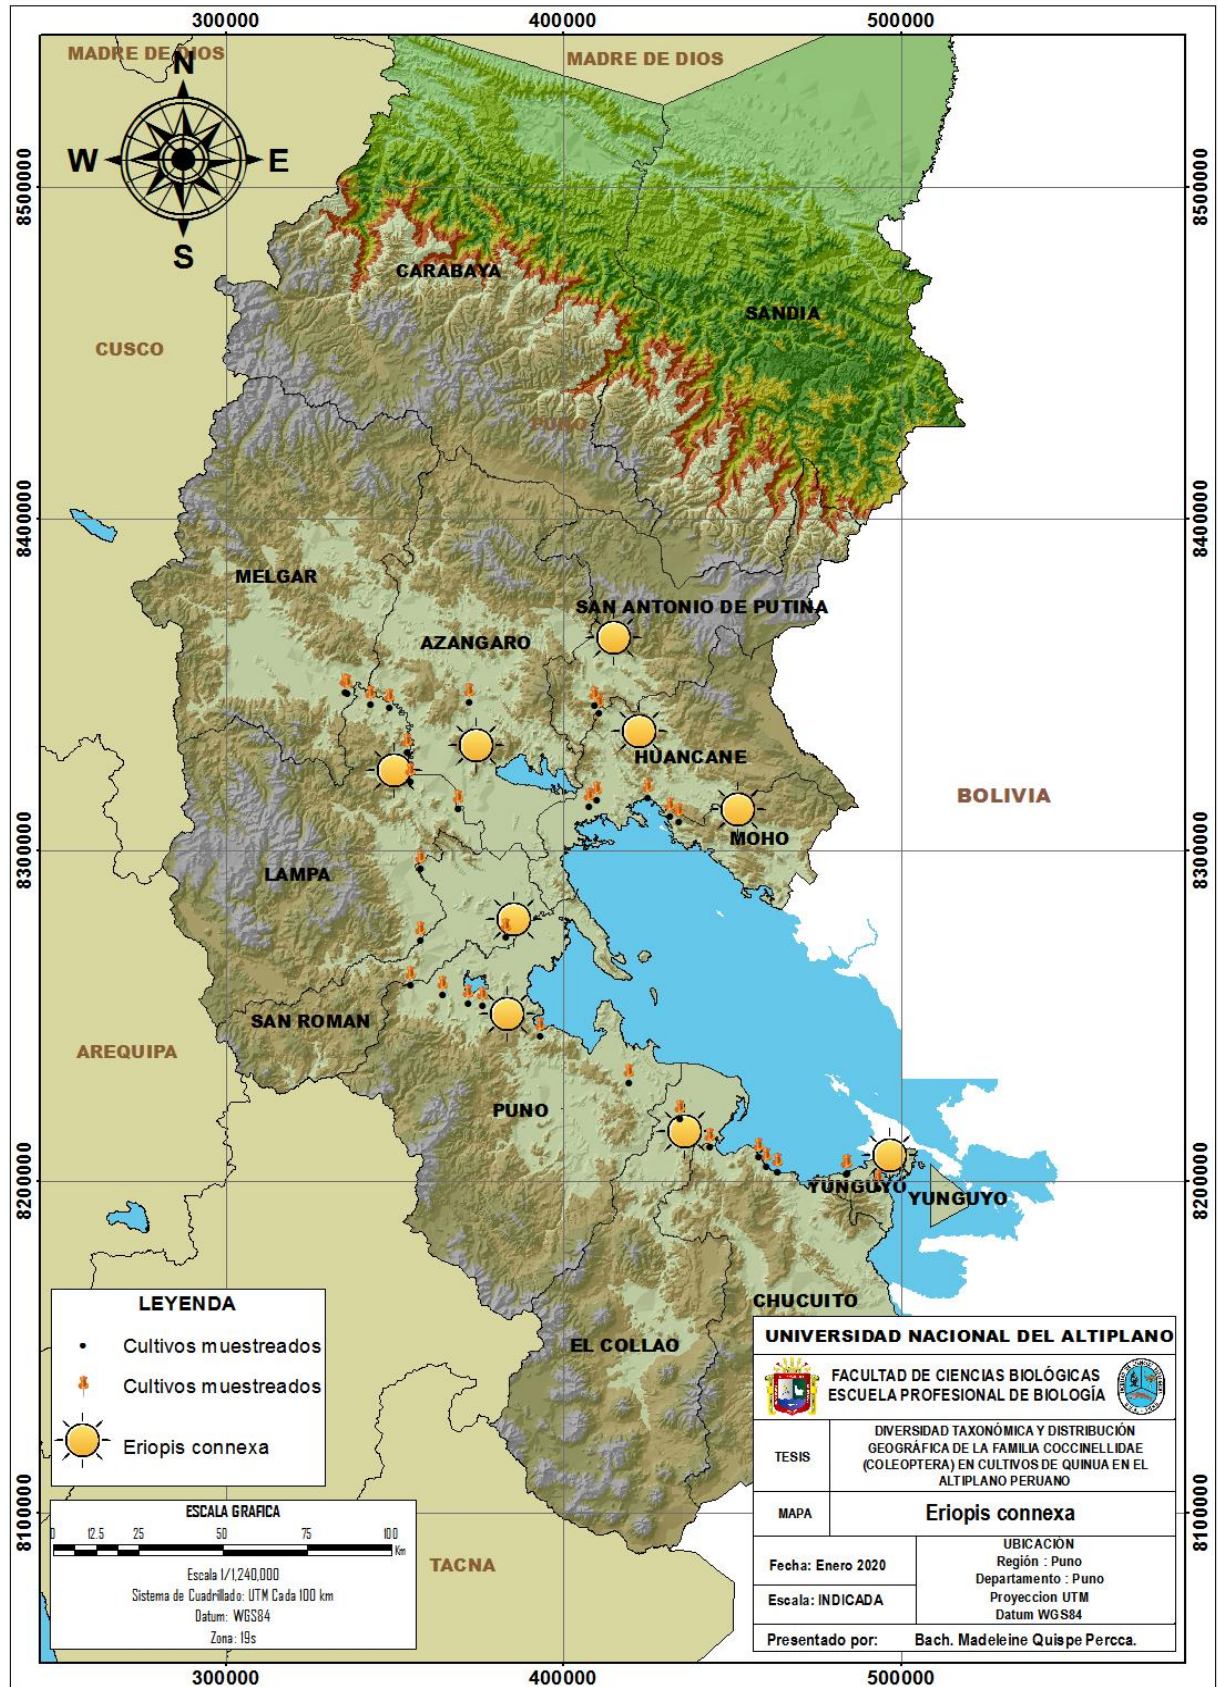 300000
400000
500000
MADRE DE DIOS
MADRE DE DIOS
N
W
E
S
8500000
8500000
CARABAYA
SANDIA
CUSCO
PUNO
8400000
8400000
MELGAR
SAN ANTONIO DE PUTINA
AZANGARO
HUANCANE
BOLIVIA
MOHO
8300000
8300000
LAMPA
SAN ROMAN
AREQUIPA
PUNO
8200000
8200000
YUNGUYO
YUNGUYO
CHUCUITO
EL COLLAO
TACNA
8100000
8100000
LEYENDA
Cultivos muestreados
Cultivos muestreados
Eriopis connexa
ESCALA GRAFICA
0 12.5 25 50 75 100
Km
Escala 1/1,240,000
Sistema de Cuadrillado: UTM Cada 100 km
Datum: WGS84
Zona: 19s
UNIVERSIDAD NACIONAL DEL ALTIPLANO
FACULTAD DE CIENCIAS BIOLÓGICAS
ESCUELA PROFESIONAL DE BIOLOGÍA
TESIS
DIVERSIDAD TAXONÓMICA Y DISTRIBUCIÓN
GEOGRÁFICA DE LA FAMILIA COCCINELLIDAE
(COLEOPTERA) EN CULTIVOS DE QUINUA EN EL
ALTIPLANO PERUANO
MAPA
Eriopis connexa
Fecha: Enero 2020
Escala: INDICADA
UBICACIÓN
Región : Puno
Departamento : Puno
Proyeccion UTM
Datum WGS84
Presentado por: Bach. Madeleine Quispe Percca.
300000
400000
500000